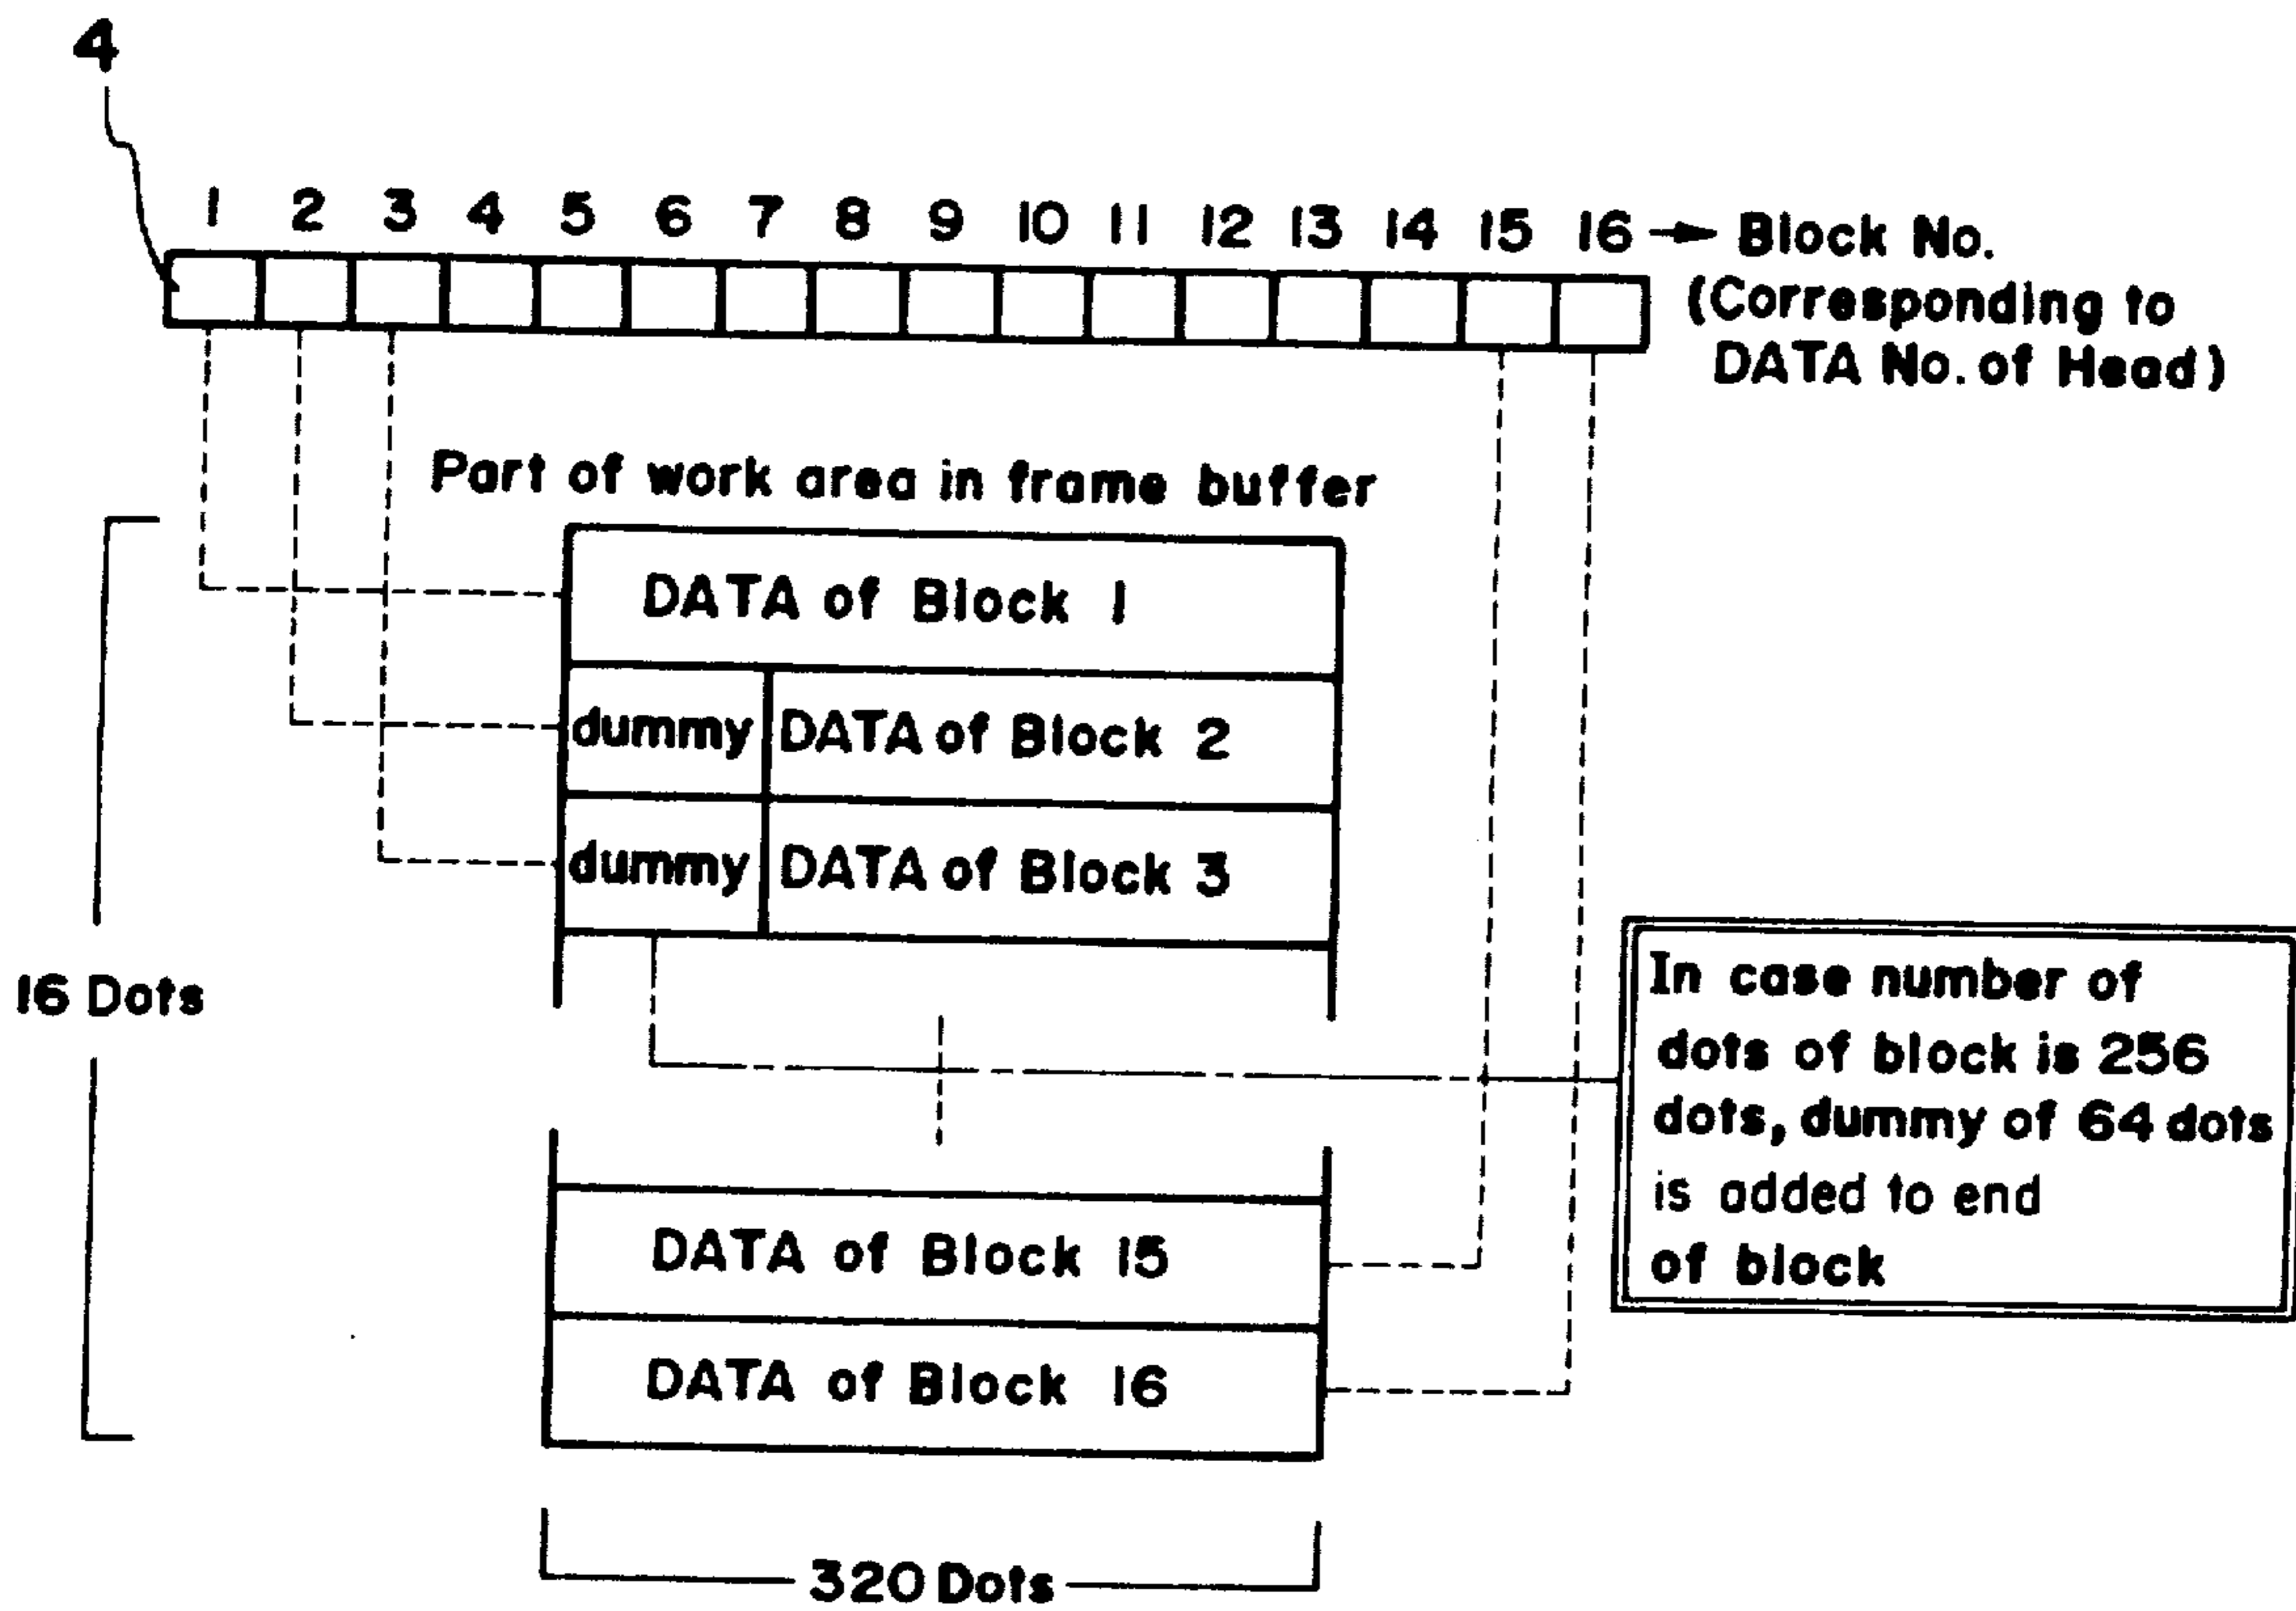 4
1 2 3 4 5 6 7 8 9 10 11 12 13 14 15 16 → Block No.
(Corresponding to
DATA No. of Head)
Part of work area in frame buffer
DATA of Block 1
dummy DATA of Block 2
dummy DATA of Block 3
16 Dots
In case number of
dots of block is 256
dots, dummy of 64 dots
is added to end
of block
DATA of Block 15
DATA of Block 16
320 Dots